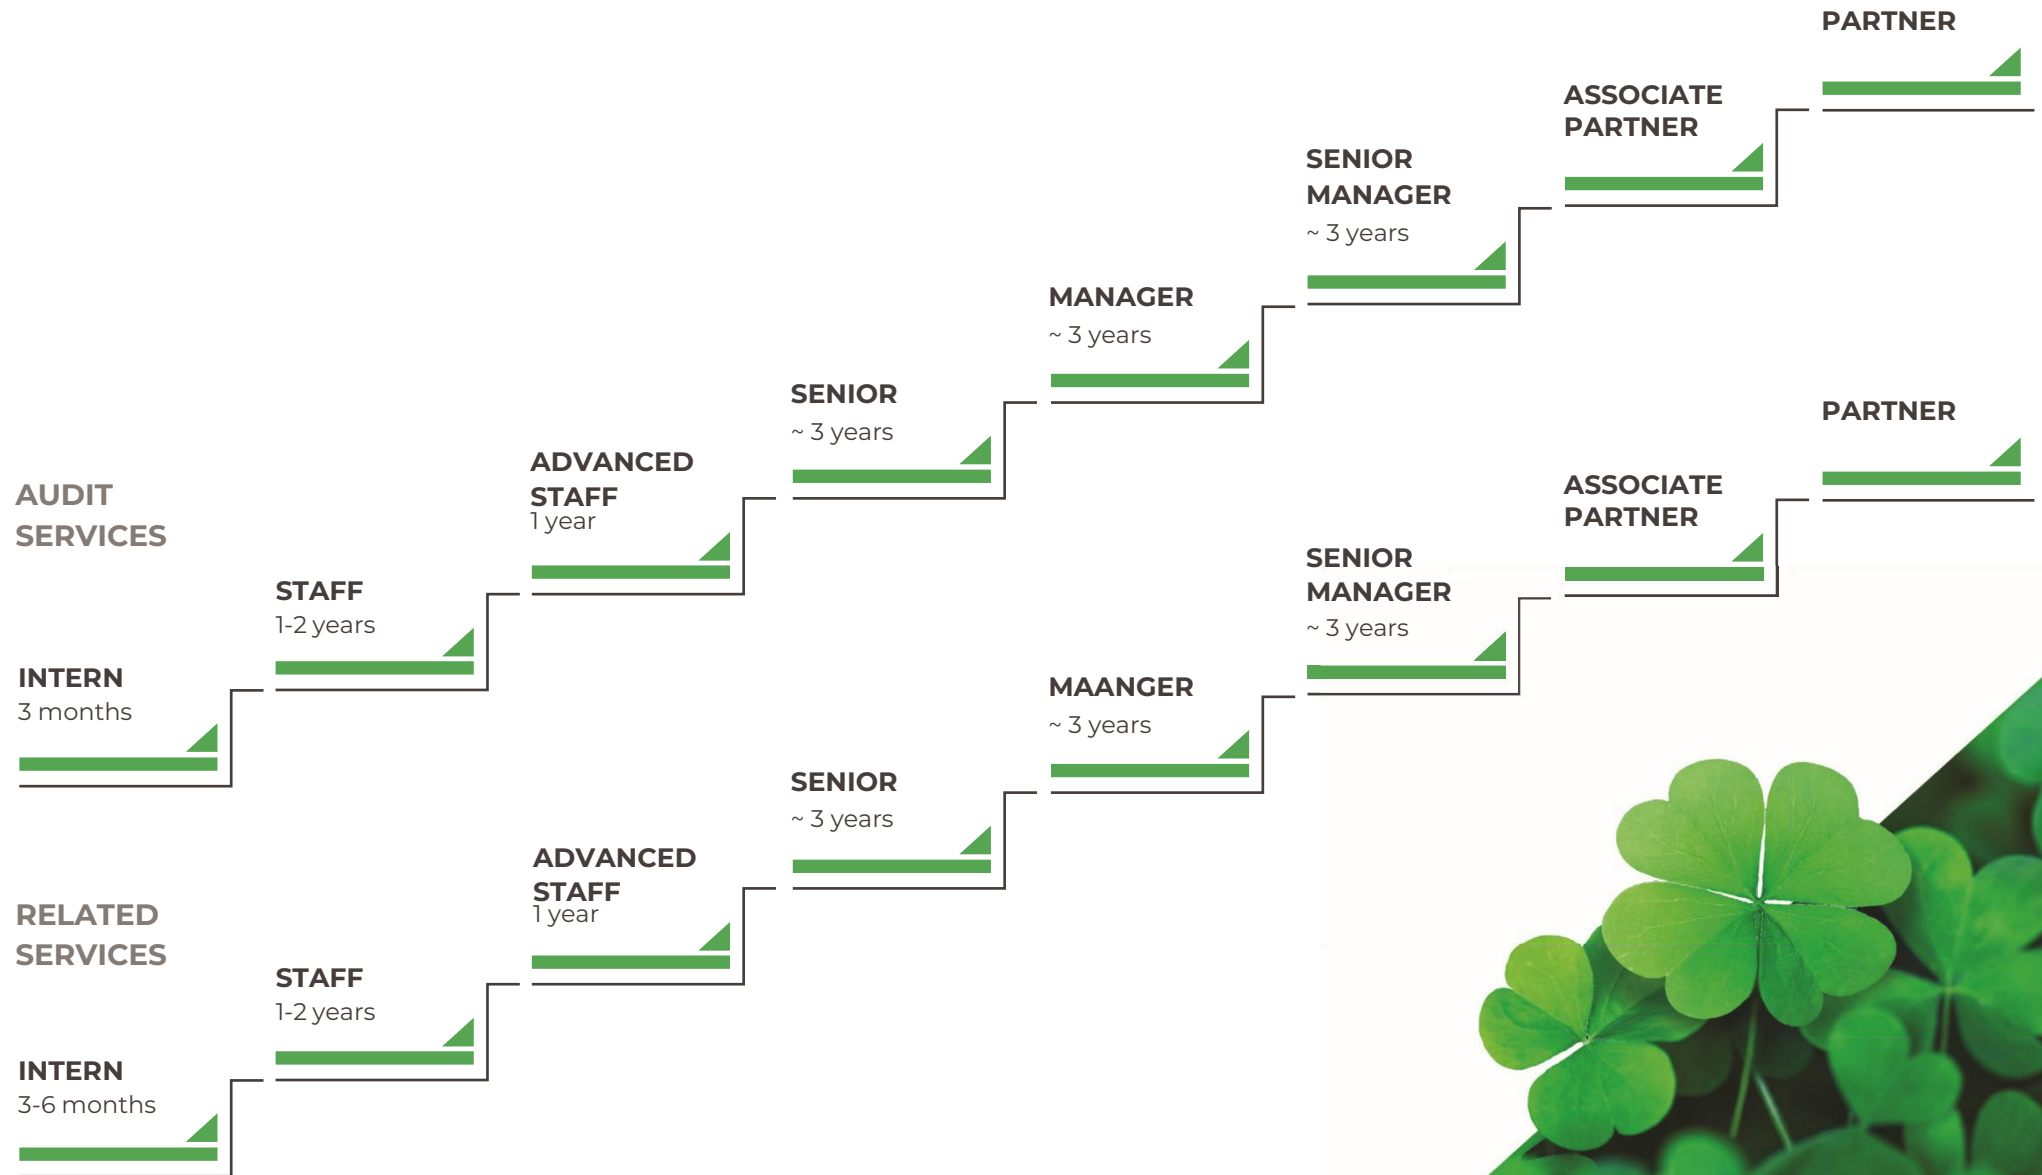 AUDIT
SERVICES
INTERN
3 months
STAFF
1-2 years
ADVANCED
STAFF
1 year
SENIOR
~ 3 years
MANAGER
~ 3 years
SENIOR
MANAGER
~ 3 years
ASSOCIATE
PARTNER
PARTNER
RELATED
SERVICES
INTERN
3-6 months
STAFF
1-2 years
ADVANCED
STAFF
1 year
SENIOR
~ 3 years
MAANGER
~ 3 years
SENIOR
MANAGER
~ 3 years
ASSOCIATE
PARTNER
PARTNER